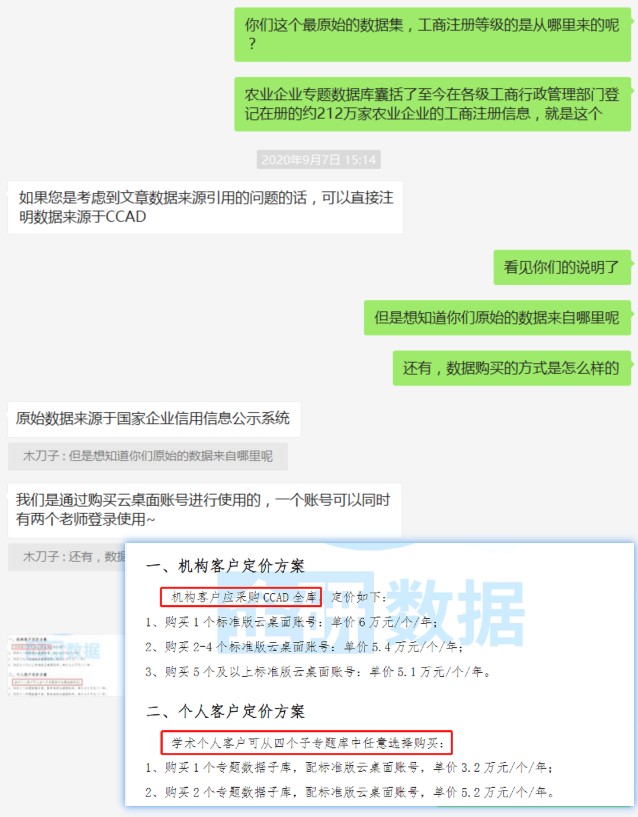 你们这个最原始的数据集，工商注册等级的是从哪里来的呢
？
农业企业专题数据库囊括了至今在各级工商行政管理部门登
记在册的约212万家农业企业的工商注册信息，就是这个
2020年9月7日 15:14
如果您是考虑到文章数据来源引用的问题的话，可以直接注
明数据来源于CCAD
看见你们的说明了
但是想知道你们原始的数据来自哪里呢
还有，数据购买的方式是怎么样的
原始数据来源于国家企业信用信息公示系统
木刀子 : 但是想知道你们原始的数据来自哪里呢
我们是通过购买云桌面账号进行使用的，一个账号可以同时
有两个老师登录使用~
木刀子 : 还有，数据
一、机构客户定价方案
机构客户应采购 CCAD 全库，定价如下：
1、购买 1 个标准版云桌面账号：单价 6 万元/个/年；
2、购买 2-4 个标准版云桌面账号：单价 5.4 万元/个/年；
3、购买 5 个及以上标准版云桌面账号：单价 5.1 万元/个/年。
二、个人客户定价方案
学术个人客户可从四个子专题库中任意选择购买：
1、购买 1 个专题数据子库，配标准版云桌面账号，单价 3.2 万元/个/年；
2、购买 2 个专题数据子库，配标准版云桌面账号，单价 5.2 万元/个/年。
数据